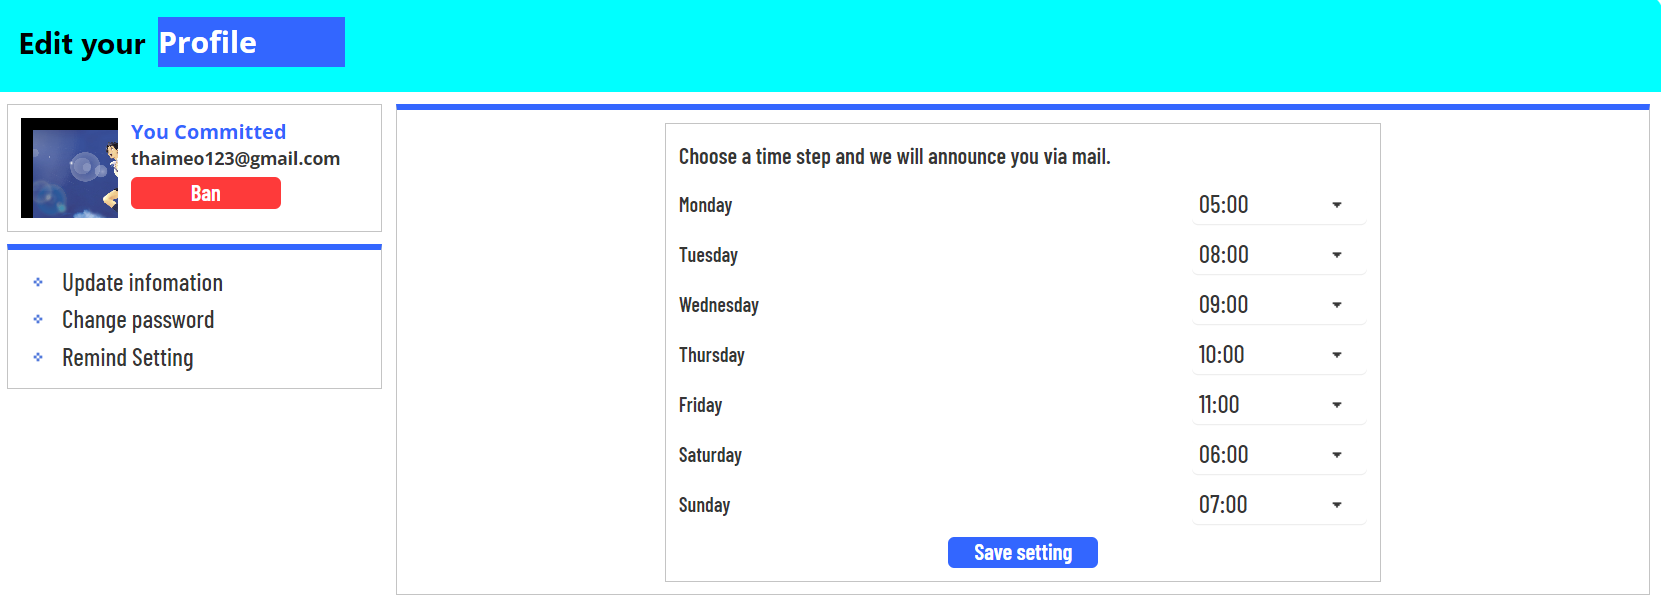 Edit your Profile
You Committed
thaimeo123@gmail.com
Ban
Update infomation
Change password
Remind Setting
Choose a time step and we will announce you via mail.
Monday 05:00
Tuesday 08:00
Wednesday 09:00
Thursday 10:00
Friday 11:00
Saturday 06:00
Sunday 07:00
Save setting